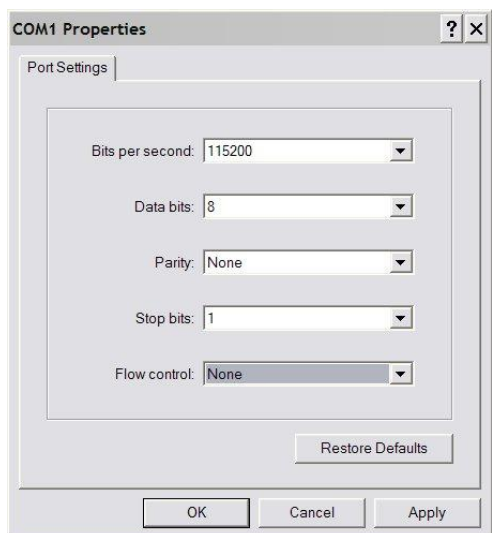 COM1 Properties
Port Settings
Bits per second: 115200
Data bits: 8
Parity: None
Stop bits: 1
Flow control: None
Restore Defaults
OK Cancel Apply